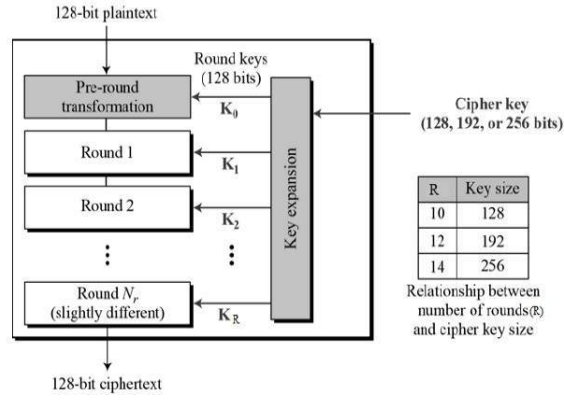 128-bit plaintext
Round keys
(128 bits)
Pre-round
transformation
K0
Cipher key
(128, 192, or 256 bits)
Round 1
K1
Key expansion
Round 2
K2
R Key size
10 128
12 192
14 256
Relationship between
number of rounds(R)
and cipher key size
Round Nr
(slightly different)
KR
128-bit ciphertext